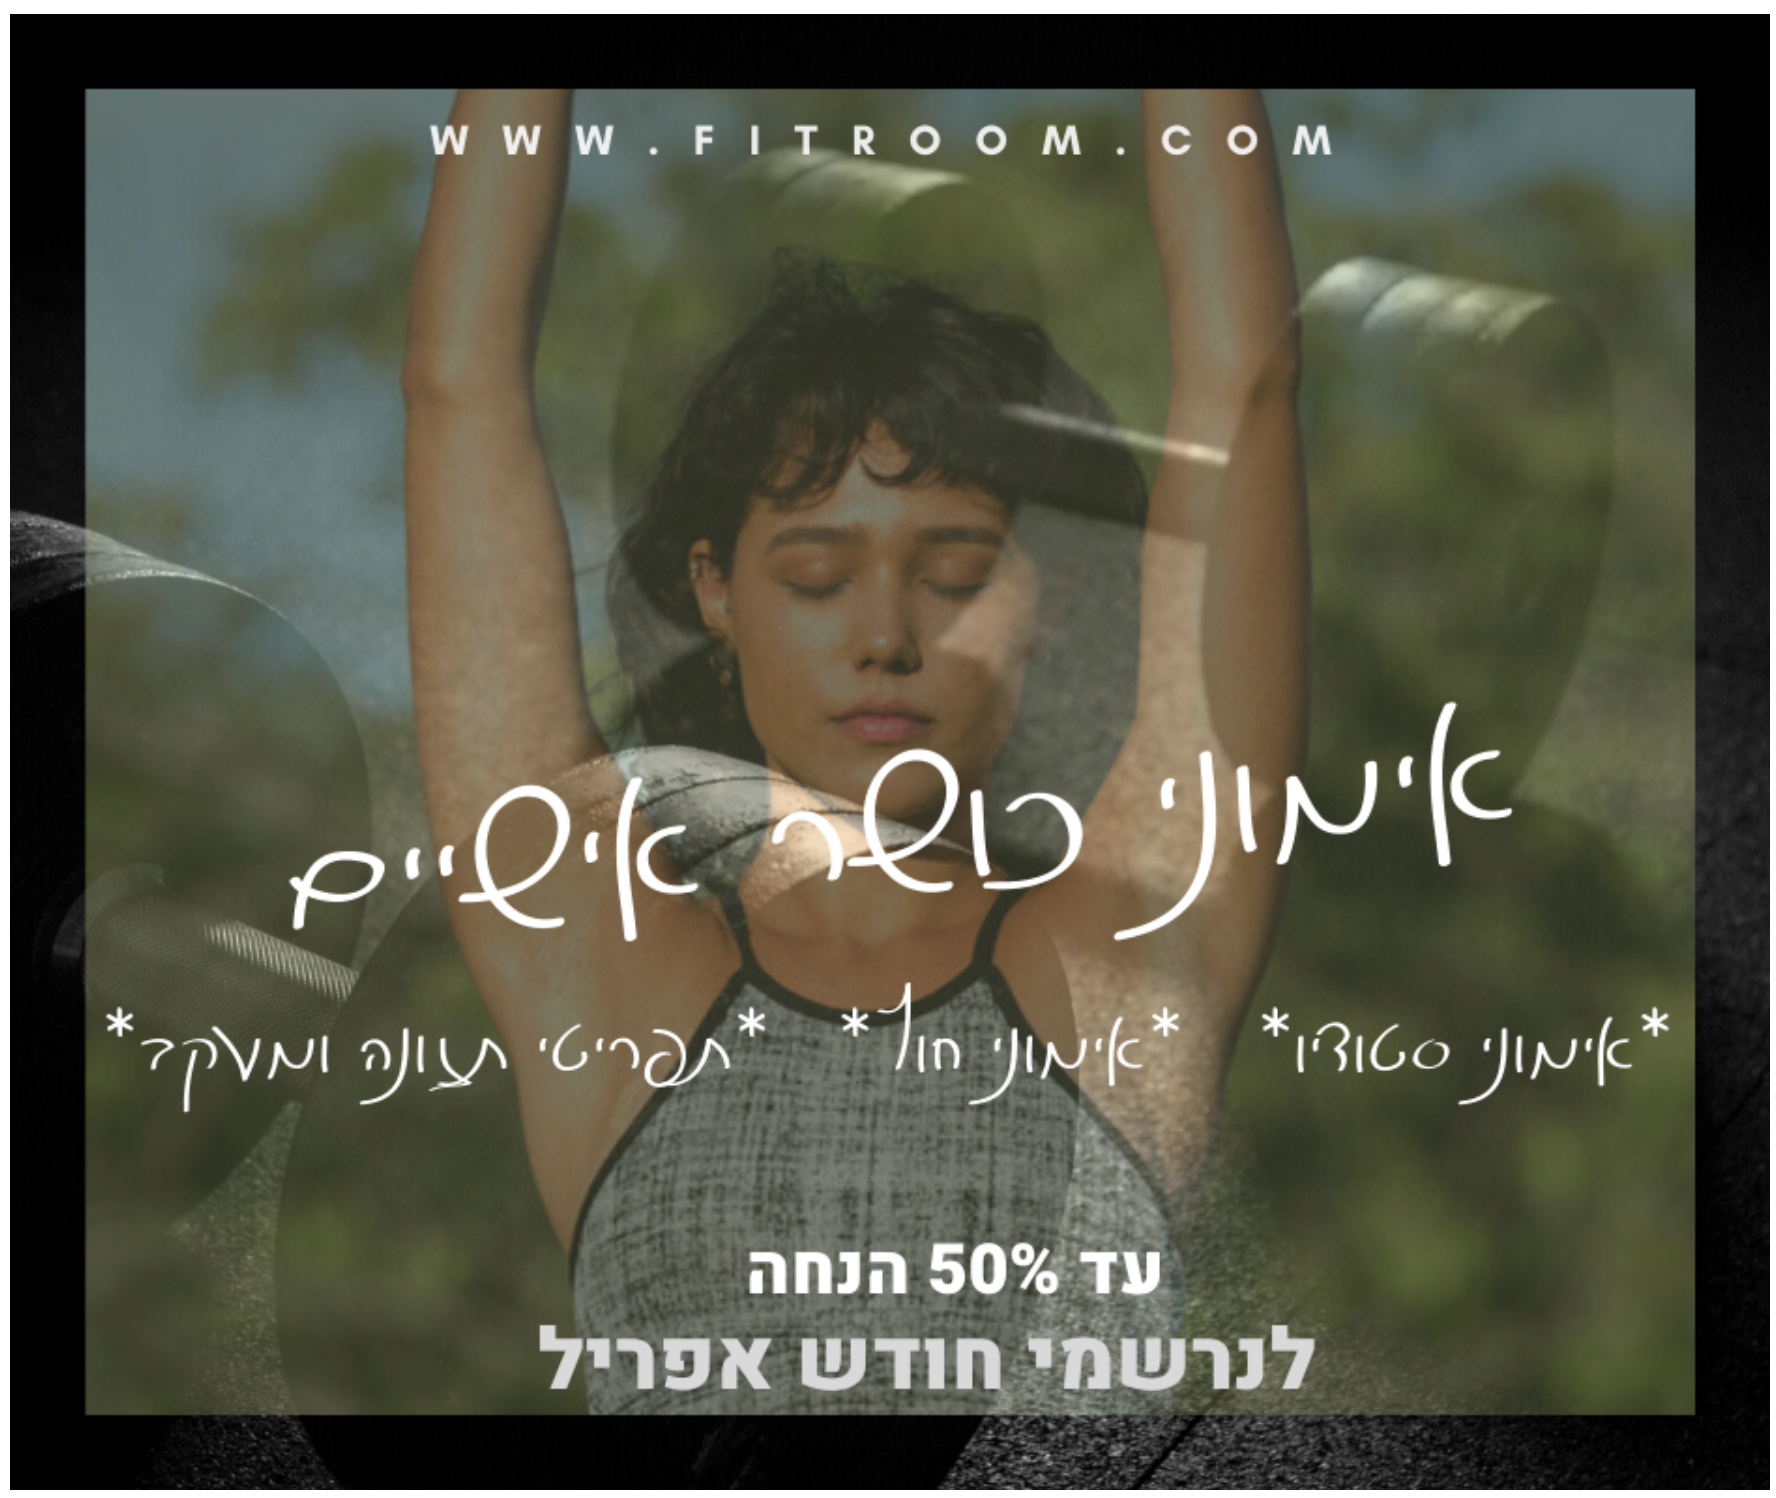 WWW.FITROOM.COM
אימוני כושר אישיים
*אימוני סטודיו* *אימוני חוץ* *תפריטי תזונה ומעקב*
עד 50% הנחה
לנרשמי חודש אפריל